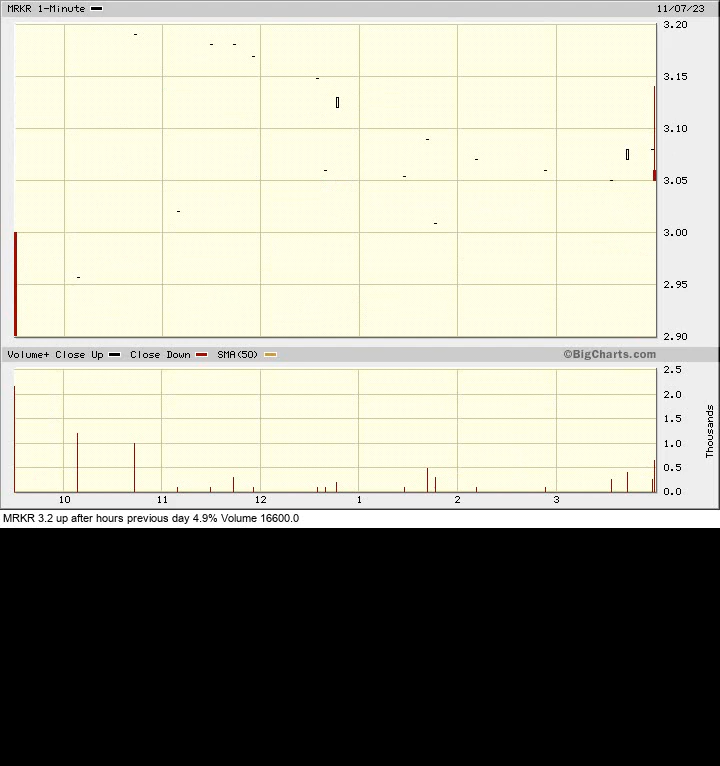 MRKR 1-Minute 11/07/23
3.20
3.15
3.10
3.05
3.00
2.95
2.90
Volume+ Close Up Close Down SMA(50) ©BigCharts.com
2.5
2.0
1.5
1.0
0.5
0.0
Thousands
10 11 12 1 2 3
MRKR 3.2 up after hours previous day 4.9% Volume 16600.0